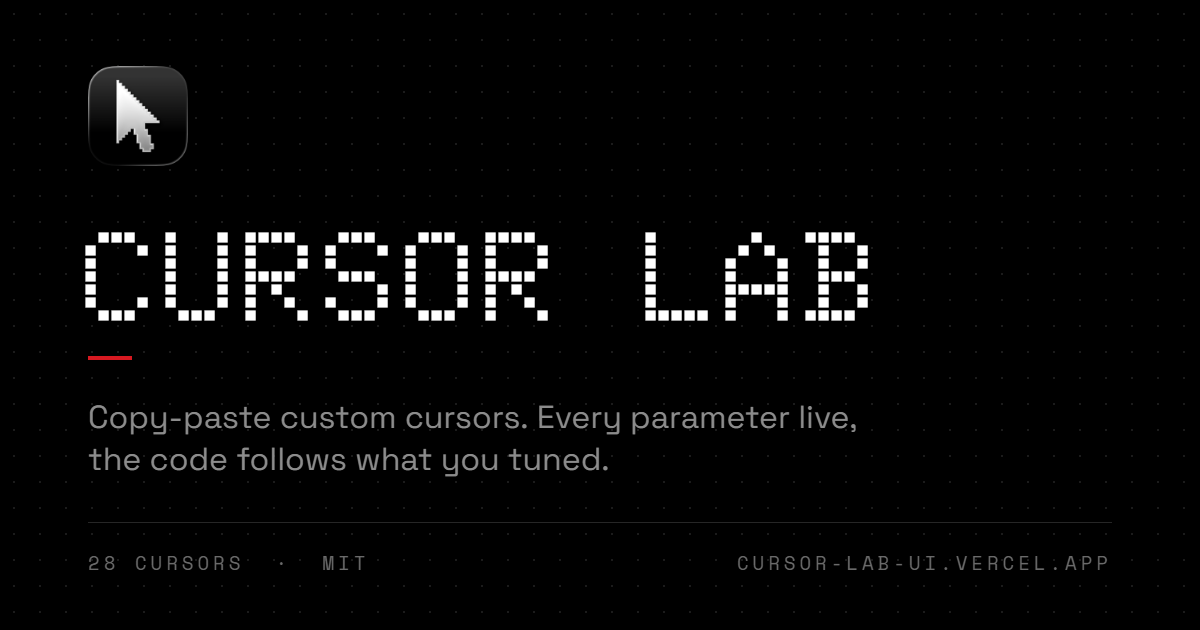 CURSOR LAB
Copy-paste custom cursors. Every parameter live,
the code follows what you tuned.
28 CURSORS · MIT
CURSOR-LAB-UI.VERCEL.APP